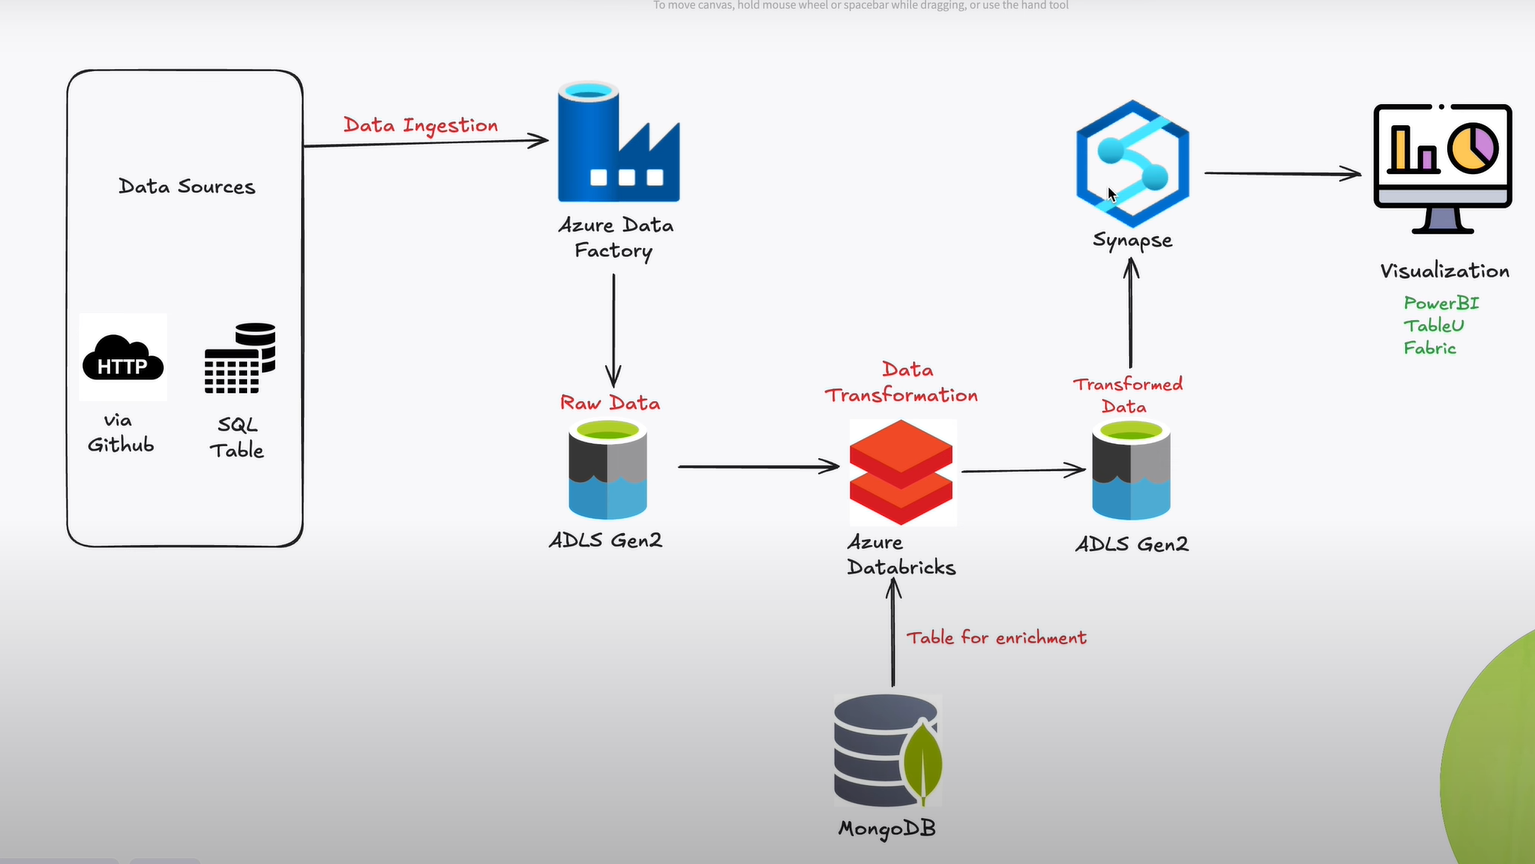 To move canvas, hold mouse wheel or spacebar while dragging, or use the hand tool
Data Sources
HTTP
via
Github
SQL
Table
Data Ingestion
Azure Data
Factory
Raw Data
ADLS Gen2
Data
Transformation
Azure
Databricks
Table for enrichment
MongoDB
Transformed
Data
ADLS Gen2
Synapse
Visualization
PowerBI
TableU
Fabric